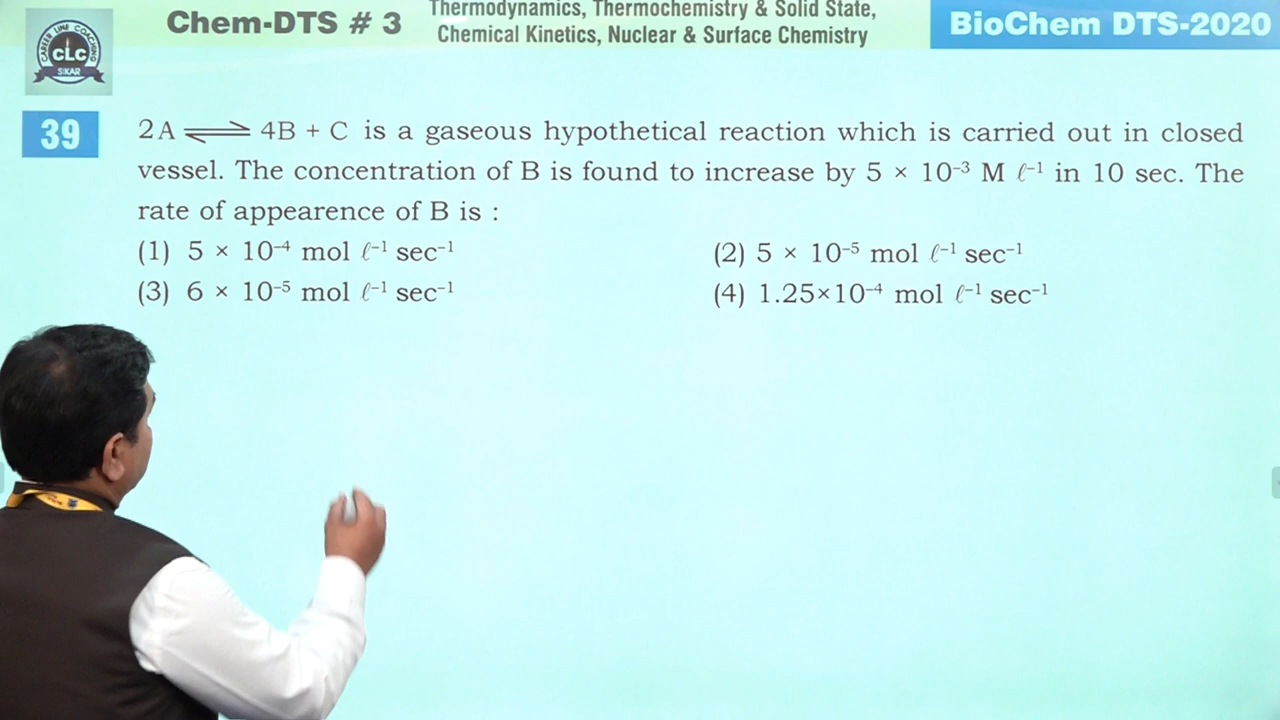 Chem-DTS # 3
Thermodynamics, Thermochemistry & Solid State,
Chemical Kinetics, Nuclear & Surface Chemistry
BioChem DTS-2020
CAREER LINE COACHING
CLC
SIKAR
39
2A ⇌ 4B + C is a gaseous hypothetical reaction which is carried out in closed
vessel. The concentration of B is found to increase by 5 × 10⁻³ M ℓ⁻¹ in 10 sec. The
rate of appearence of B is :
(1) 5 × 10⁻⁴ mol ℓ⁻¹ sec⁻¹ (2) 5 × 10⁻⁵ mol ℓ⁻¹ sec⁻¹
(3) 6 × 10⁻⁵ mol ℓ⁻¹ sec⁻¹ (4) 1.25×10⁻⁴ mol ℓ⁻¹ sec⁻¹